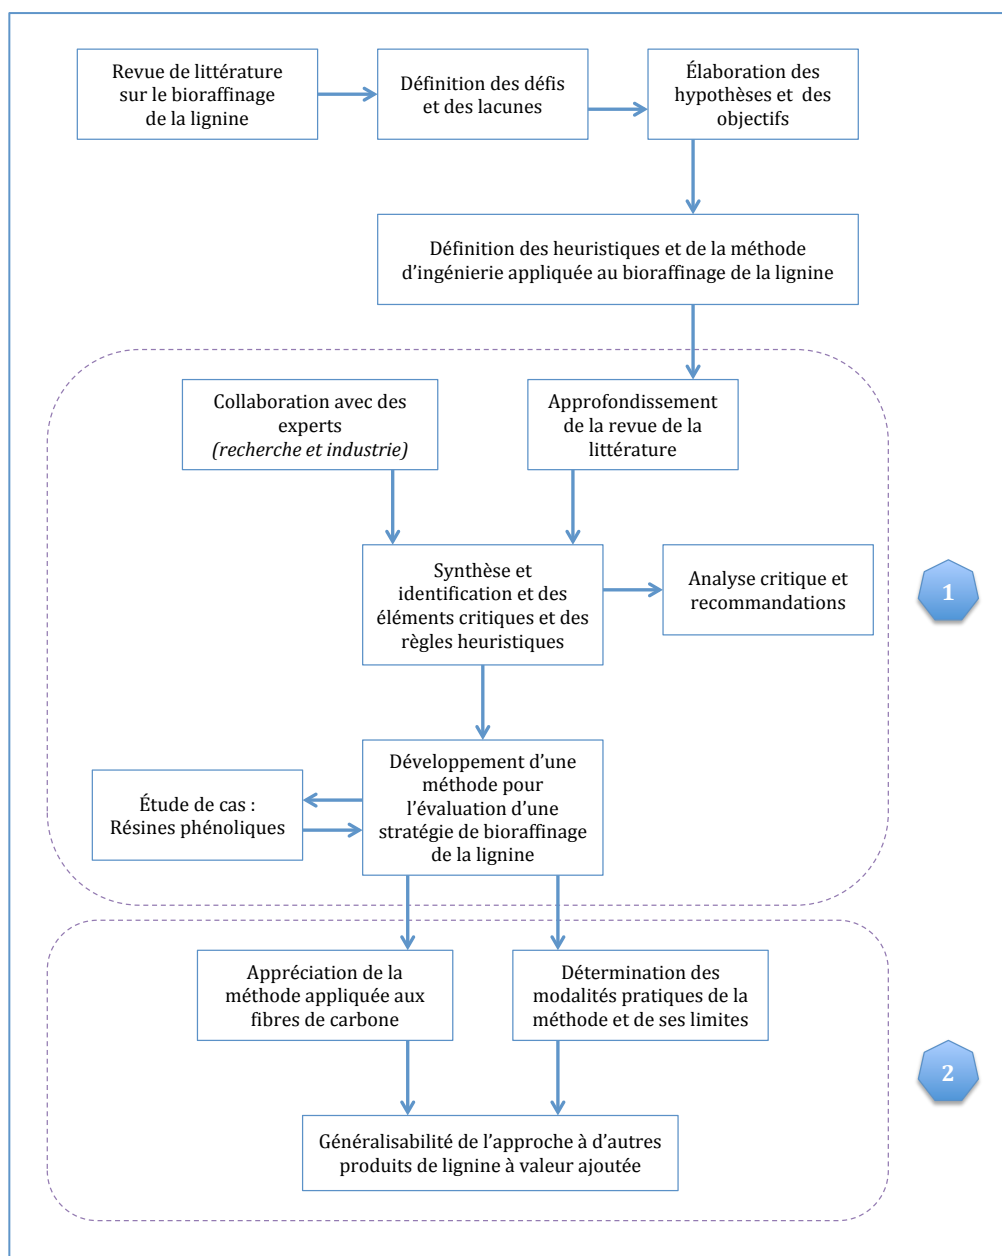 Revue de littérature
sur le bioraffinage
de la lignine
Définition des défis
et des lacunes
Élaboration des
hypothèses et des
objectifs
Définition des heuristiques et de la méthode
d’ingénierie appliquée au bioraffinage de la lignine
Collaboration avec des
experts
(recherche et industrie)
Approfondissement
de la revue de la
littérature
Synthèse et
identification et des
éléments critiques et des
règles heuristiques
Analyse critique et
recommandations
1
Développement d’une
méthode pour
l’évaluation d’une
stratégie de bioraffinage
de la lignine
Étude de cas :
Résines phénoliques
Appréciation de la
méthode appliquée aux
fibres de carbone
Détermination des
modalités pratiques de la
méthode et de ses limites
2
Généralisabilité de l’approche à d’autres
produits de lignine à valeur ajoutée